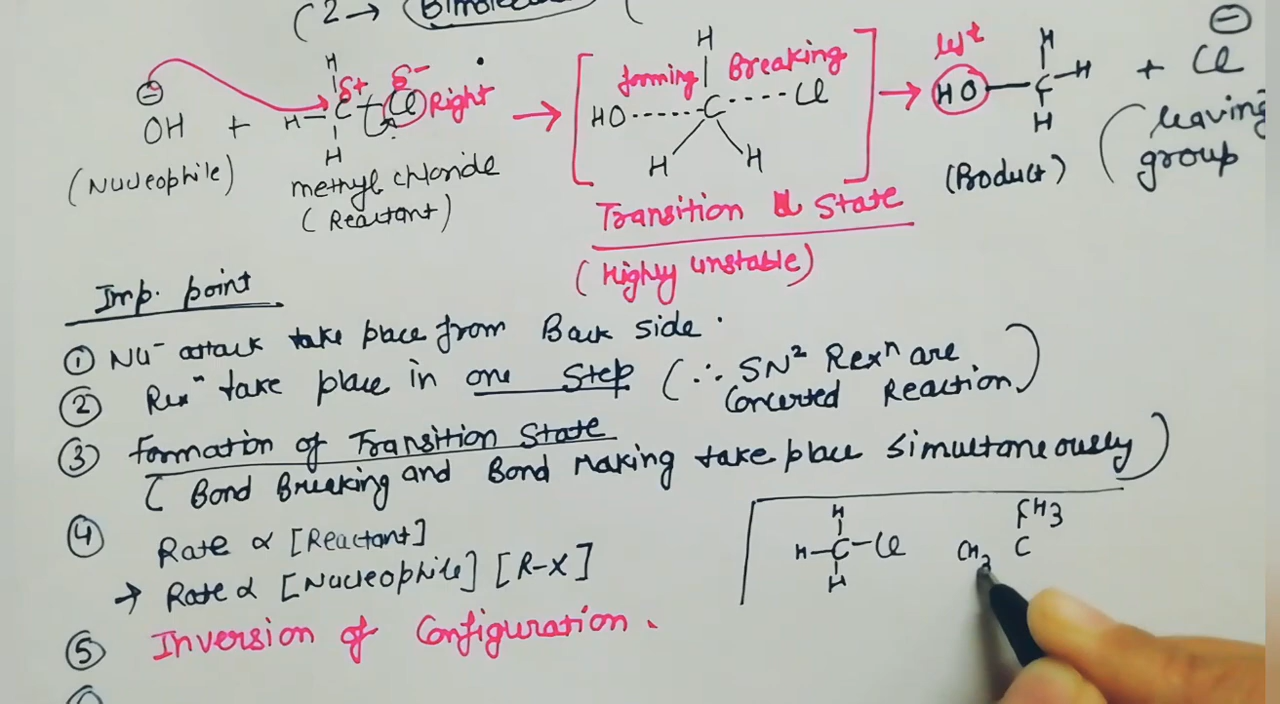 (2 → Bimolecu
H H
δ+ δ- forming Breaking left H ⊖
⊖ H-C-Cl Right → HO-----C----Cl → HO-C-H + Cl
OH + H H H H (leaving
(Nucleophile) methyl chloride (Product) group
(Reactant) Transition State
(Highly unstable)
Imp. point
① Nu⁻ attack take place from Back side.
② Rexⁿ take place in one Step (∴ SN² Rexⁿ are
Concerted Reaction)
③ Formation of Transition State
( Bond Breaking and Bond Making take place simultaneously)
④ Rate ∝ [Reactant]
→ Rate ∝ [Nucleophile] [R-X]
⑤ Inversion of Configuration.
H CH3
H-C-Cl CH3 C
H